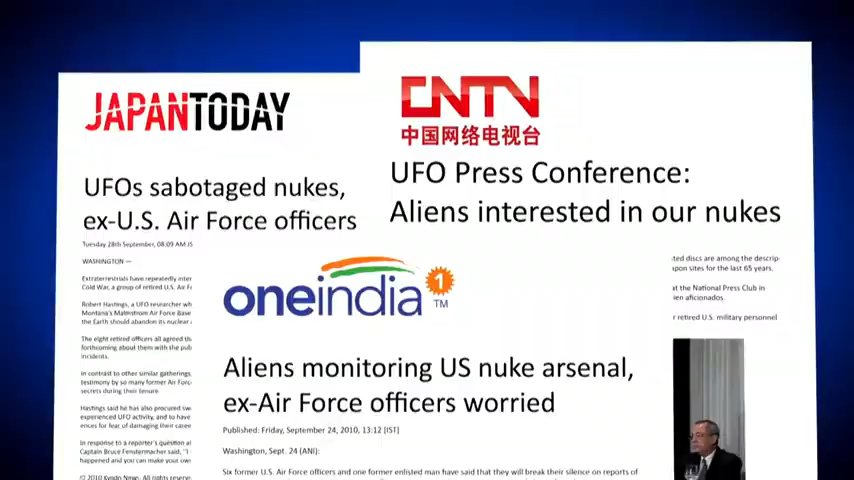 JAPANTODAY
UFOs sabotaged nukes,
ex-U.S. Air Force officers
Tuesday 28th September, 08:09 AM JS
WASHINGTON —
Extraterrestrials have repeatedly inter
Cold War, a group of retired U.S. Air Fo
Robert Hastings, a UFO researcher wh
Montana's Malmstrom Air Force Base
the Earth should abandon its nuclear
The eight retired officers all agreed th
forthcoming about them with the pub
incidents.
In contrast to other similar gatherings,
testimony by so many former Air Forc
secrets during their tenure.
Hastings said he has also procured sw
experienced UFO activity, and to have
ences for fear of damaging their caree
In response to a reporter's question a
Captain Bruce Fenstermacher said, "I
happened and you can make your ow
© 2010 Kyodo News. All rights reserve
CNTV
中国网络电视台
UFO Press Conference:
Aliens interested in our nukes
ted discs are among the descrip-
pon sites for the last 65 years.
at the National Press Club in
ien aficionados.
r retired U.S. military personnel
oneindia 1 TM
Aliens monitoring US nuke arsenal,
ex-Air Force officers worried
Published: Friday, September 24, 2010, 13:12 [IST]
Washington, Sept. 24 (ANI):
Six former U.S. Air Force officers and one former enlisted man have said that they will break their silence on reports of